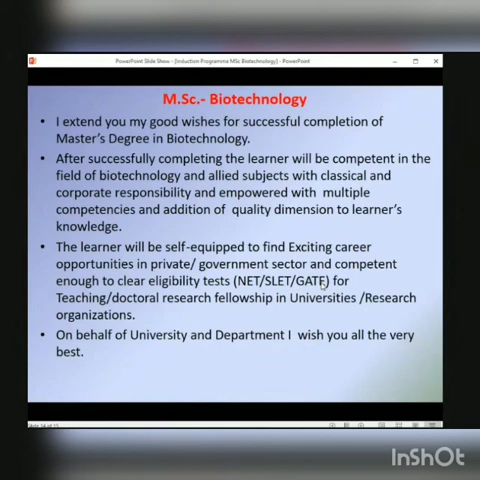 PowerPoint Slide Show - [Induction Programma MSc Biotechnology] - PowerPoint
M.Sc.- Biotechnology
• I extend you my good wishes for successful completion of
Master's Degree in Biotechnology.
• After successfully completing the learner will be competent in the
field of biotechnology and allied subjects with classical and
corporate responsibility and empowered with multiple
competencies and addition of quality dimension to learner's
knowledge.
• The learner will be self-equipped to find Exciting career
opportunities in private/ government sector and competent
enough to clear eligibility tests (NET/SLET/GATE) for
Teaching/doctoral research fellowship in Universities /Research
organizations.
• On behalf of University and Department I wish you all the very
best.
Slide 14 of 15
InShOt